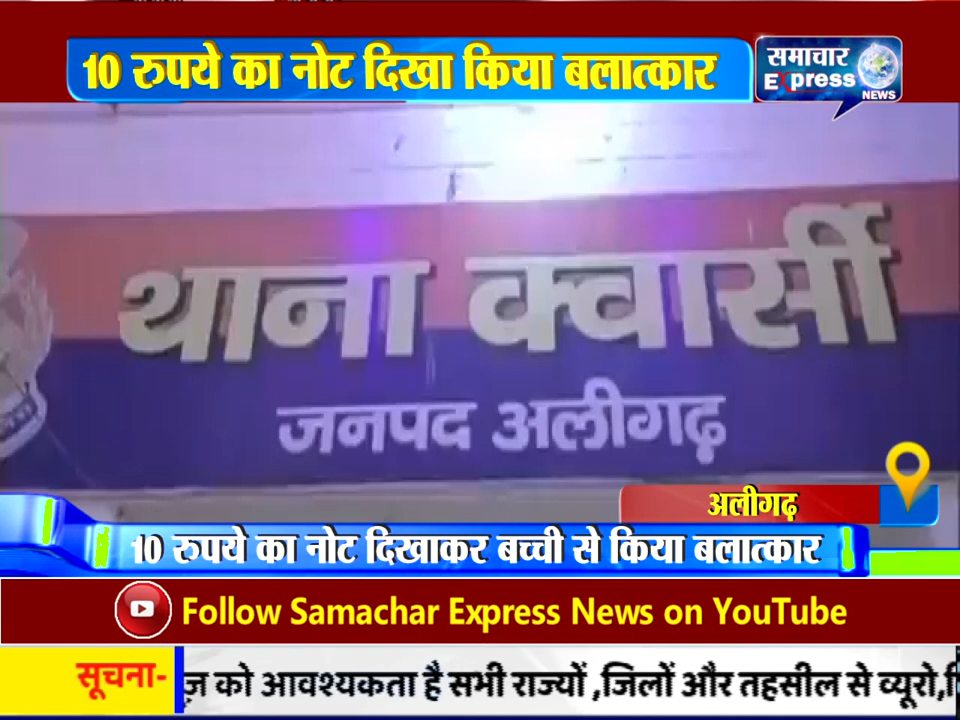 10 रुपये का नोट दिखा किया बलात्कार
समाचार
Express
NEWS
थाना क्वार्सी
जनपद अलीगढ़
अलीगढ़
10 रुपये का नोट दिखाकर बच्ची से किया बलात्कार
Follow Samachar Express News on YouTube
सूचना- ज़ को आवश्यकता है सभी राज्यों ,जिलों और तहसील से व्यूरो,